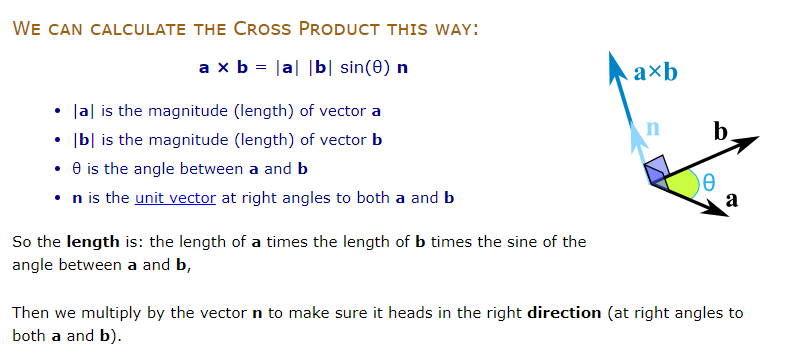 We can calculate the Cross Product this way:
a × b = |a| |b| sin(θ) n
• |a| is the magnitude (length) of vector a
• |b| is the magnitude (length) of vector b
• θ is the angle between a and b
• n is the unit vector at right angles to both a and b
a×b
n
b
θ
a
So the length is: the length of a times the length of b times the sine of the
angle between a and b,
Then we multiply by the vector n to make sure it heads in the right direction (at right angles to
both a and b).